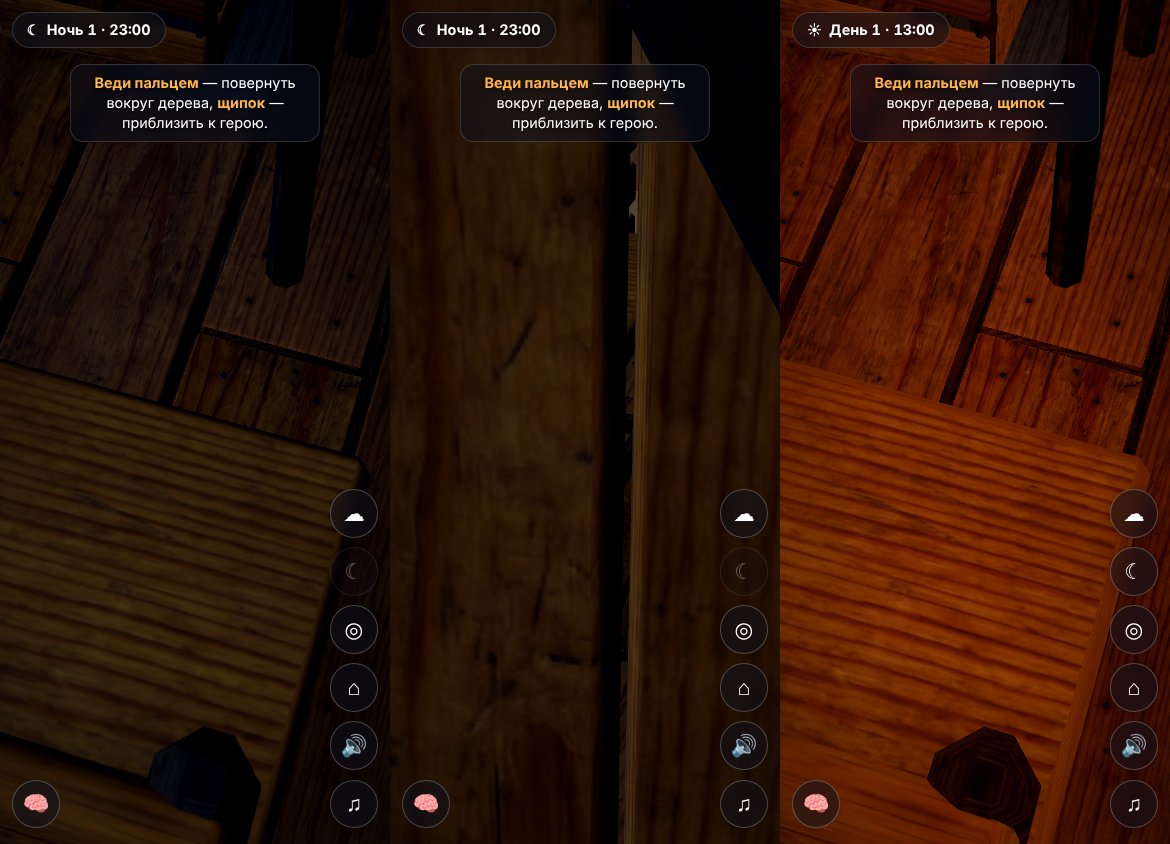 Ночь 1 · 23:00
Веди пальцем — повернуть
вокруг дерева, щипок —
приблизить к герою.
Ночь 1 · 23:00
Веди пальцем — повернуть
вокруг дерева, щипок —
приблизить к герою.
День 1 · 13:00
Веди пальцем — повернуть
вокруг дерева, щипок —
приблизить к герою.